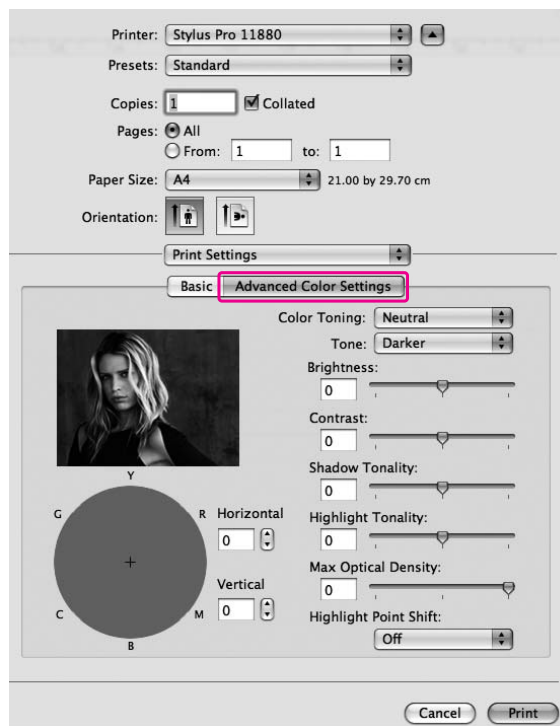 Printer: Stylus Pro 11880
Presets: Standard
Copies: 1 Collated
Pages: All
From: 1 to: 1
Paper Size: A4 21.00 by 29.70 cm
Orientation:
Print Settings
Basic Advanced Color Settings
Color Toning: Neutral
Tone: Darker
Brightness:
0
Contrast:
0
Shadow Tonality:
0
Highlight Tonality:
0
Max Optical Density:
0
Highlight Point Shift:
Off
Y
G R
C M
B
Horizontal
0
Vertical
0
Cancel Print